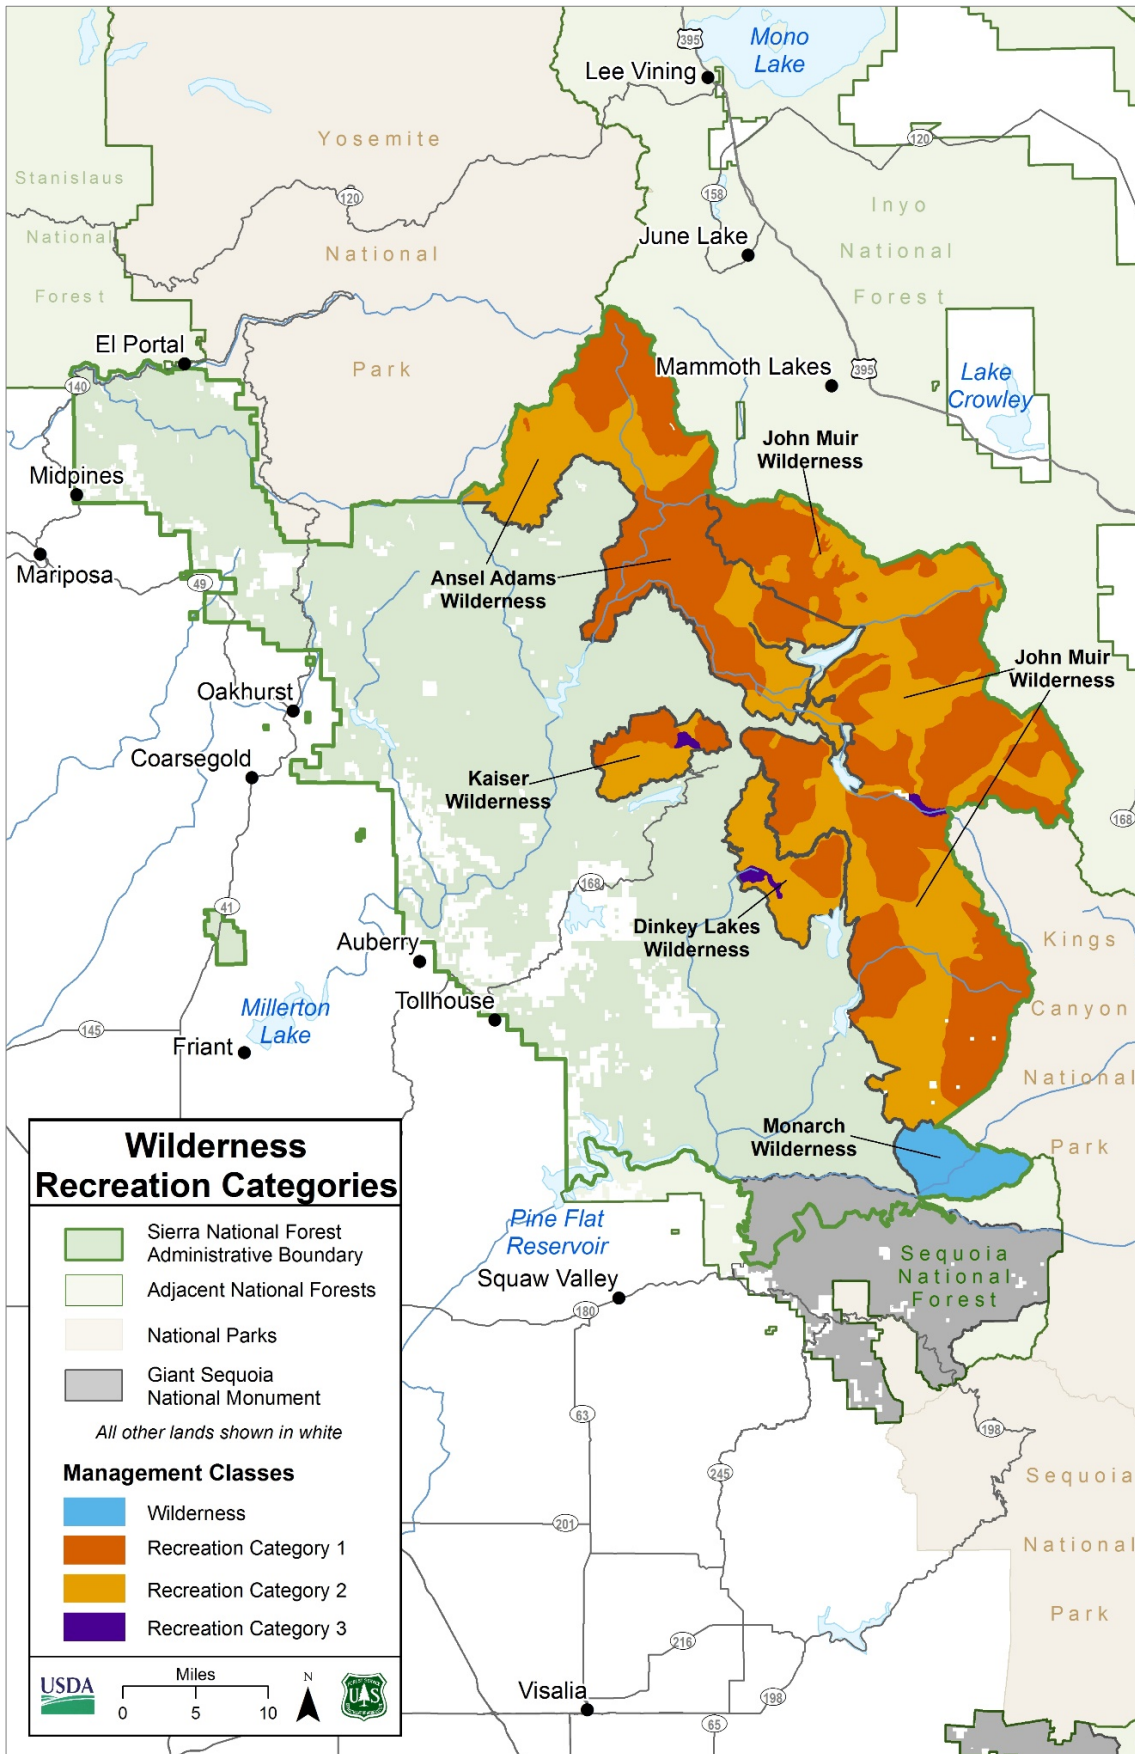 395
Mono
Lake
Lee Vining
Yosemite
120
120
Stanislaus
158
Inyo
National
June Lake
National
National
Forest
Forest
El Portal
Park
Mammoth Lakes
395
Lake
Crowley
140
John Muir
Wilderness
Midpines
Mariposa
Ansel Adams
Wilderness
49
John Muir
Wilderness
Oakhurst
Coarsegold
Kaiser
Wilderness
168
168
41
Dinkey Lakes
Wilderness
Auberry
Kings
Tollhouse
Millerton
Lake
Canyon
145
Friant
National
Monarch
Wilderness
Park
Pine Flat
Reservoir
Sequoia
National
Forest
Squaw Valley
180
63
198
245
Sequoia
201
National
Park
216
Visalia
198
65
Wilderness
Recreation Categories
Sierra National Forest
Administrative Boundary
Adjacent National Forests
National Parks
Giant Sequoia
National Monument
All other lands shown in white
Management Classes
Wilderness
Recreation Category 1
Recreation Category 2
Recreation Category 3
USDA
Miles
0 5 10
N
U S